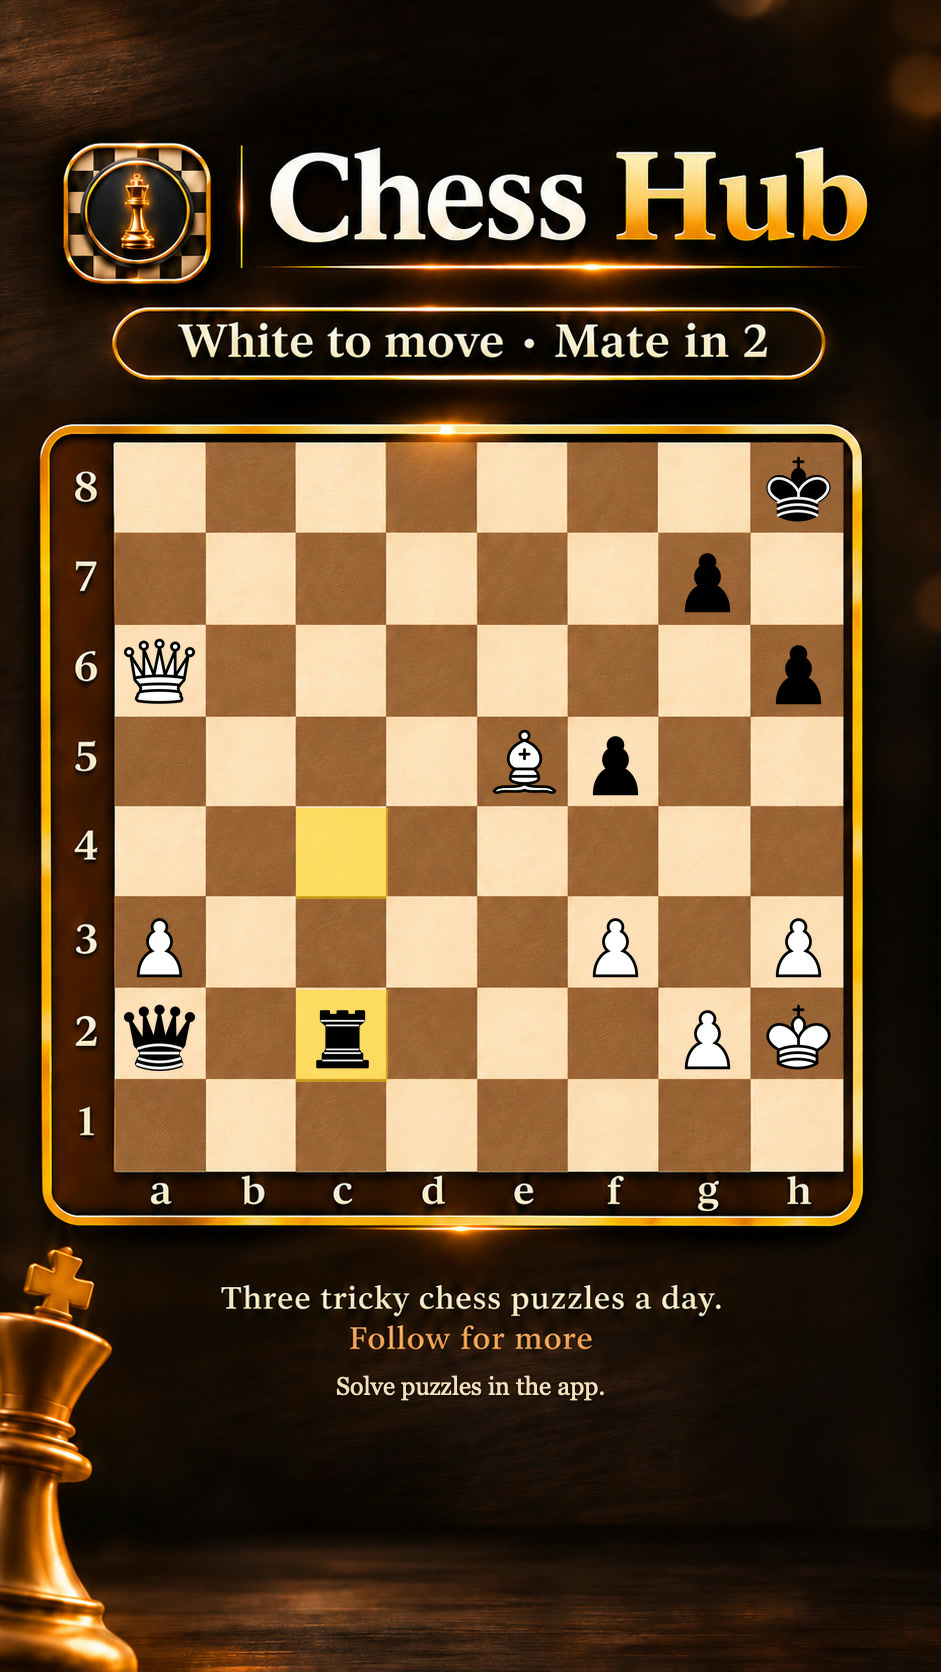 Chess Hub
White to move • Mate in 2
8
7
6
5
4
3
2
1
a b c d e f g h
Three tricky chess puzzles a day.
Follow for more
Solve puzzles in the app.